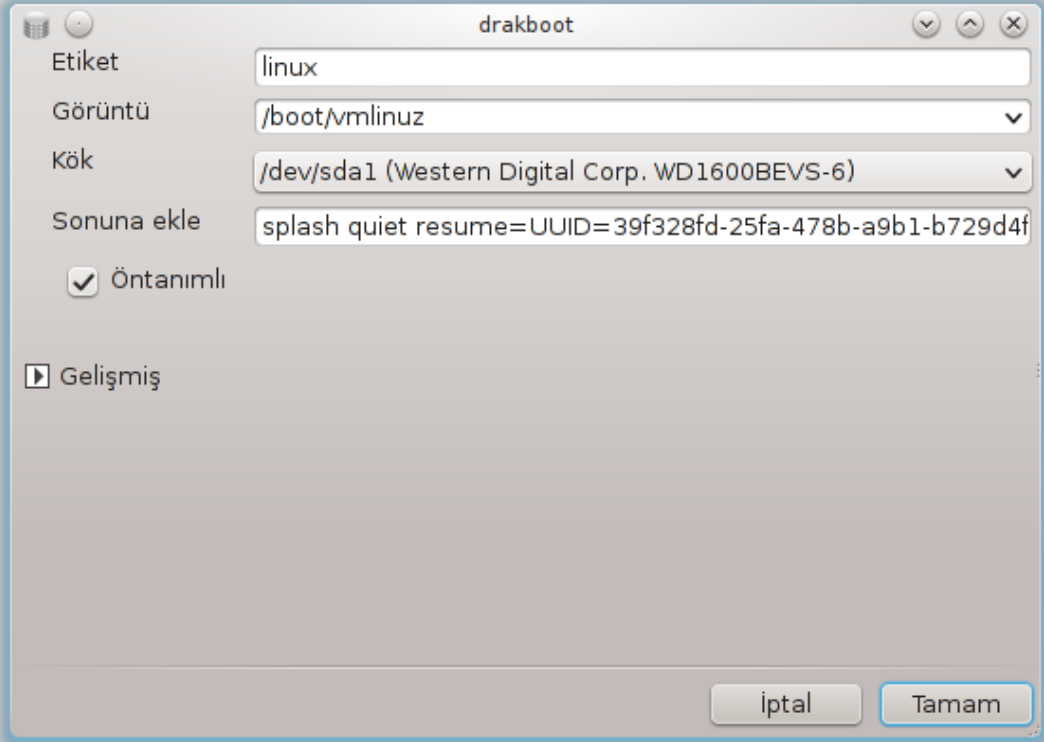 drakboot
Etiket linux
Görüntü /boot/vmlinuz
Kök /dev/sda1 (Western Digital Corp. WD1600BEVS-6)
Sonuna ekle splash quiet resume=UUID=39f328fd-25fa-478b-a9b1-b729d4f
Öntanımlı
Gelişmiş
İptal Tamam